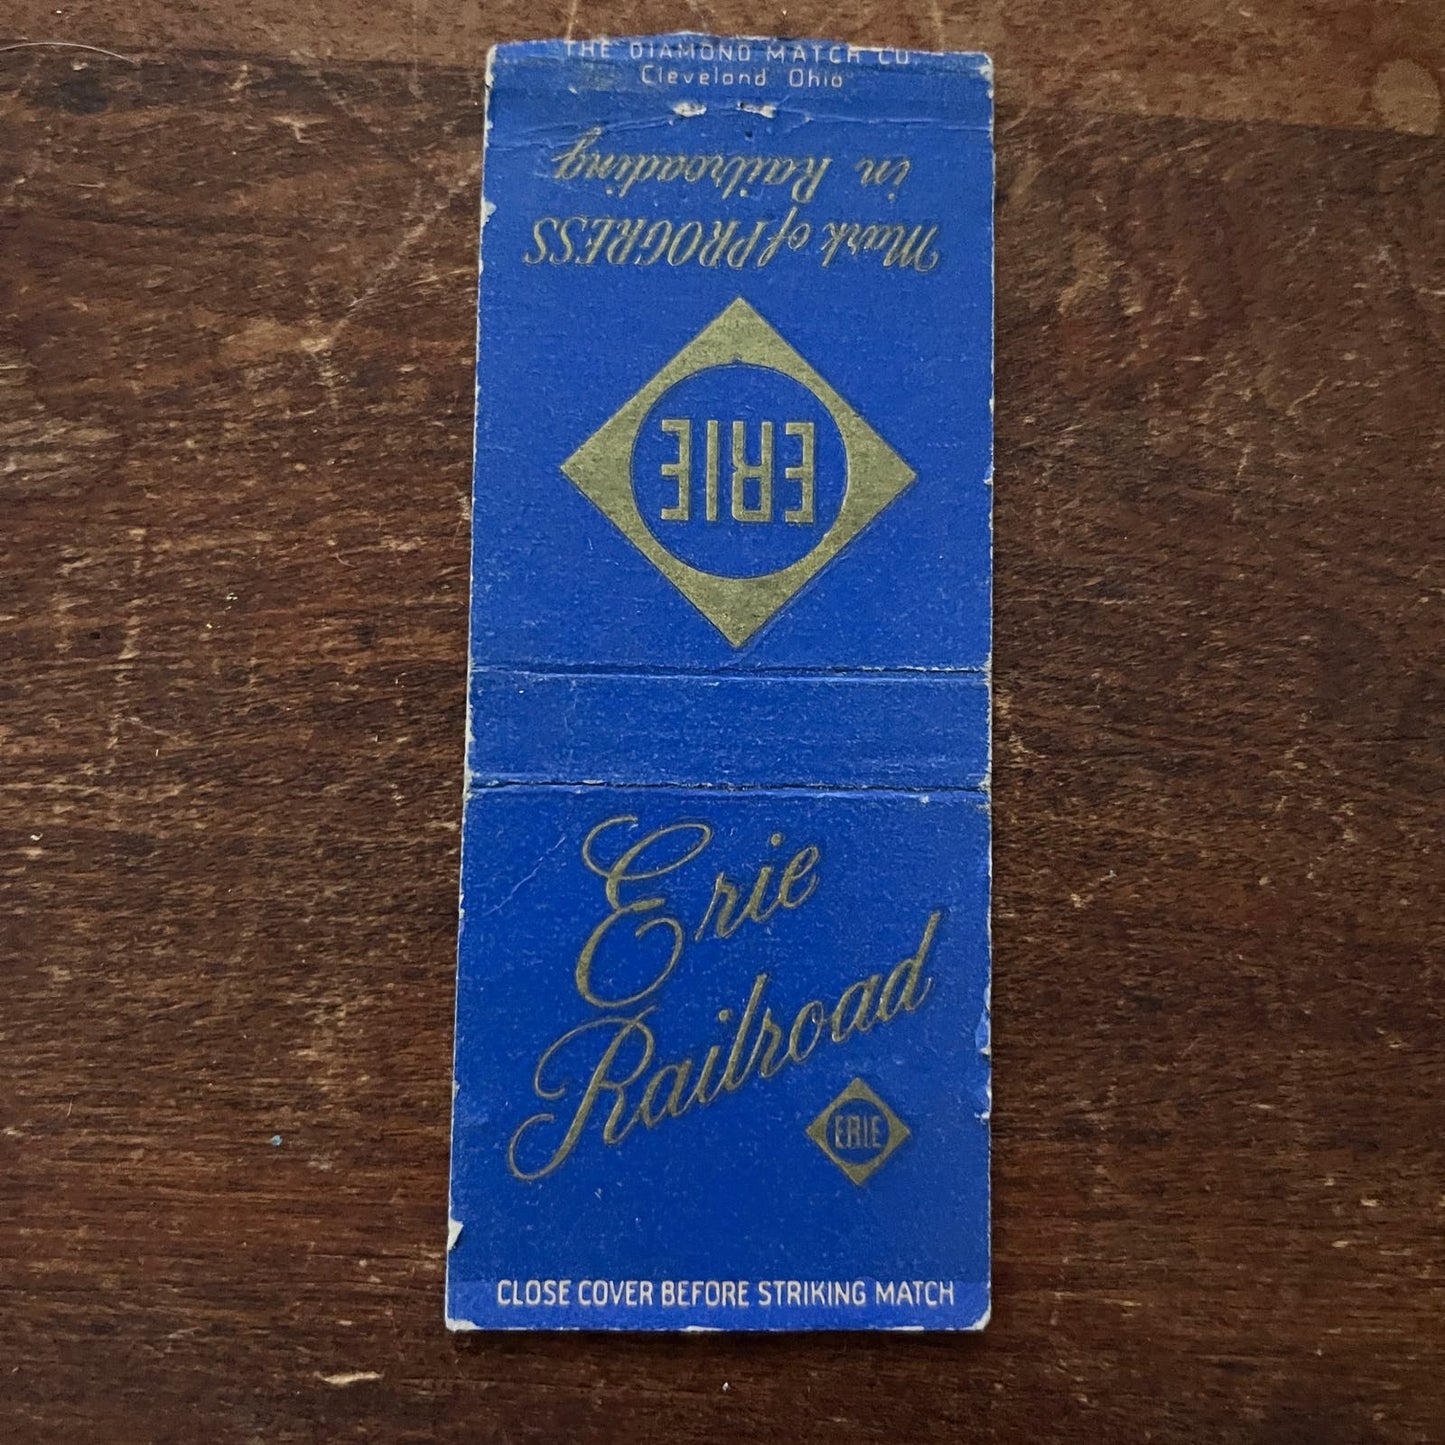 THE DIAMOND MATCH CO.
Cleveland, Ohio
ERIE
Mark of PROGRESS
in Railroading
Erie
Railroad
ERIE
CLOSE COVER BEFORE STRIKING MATCH